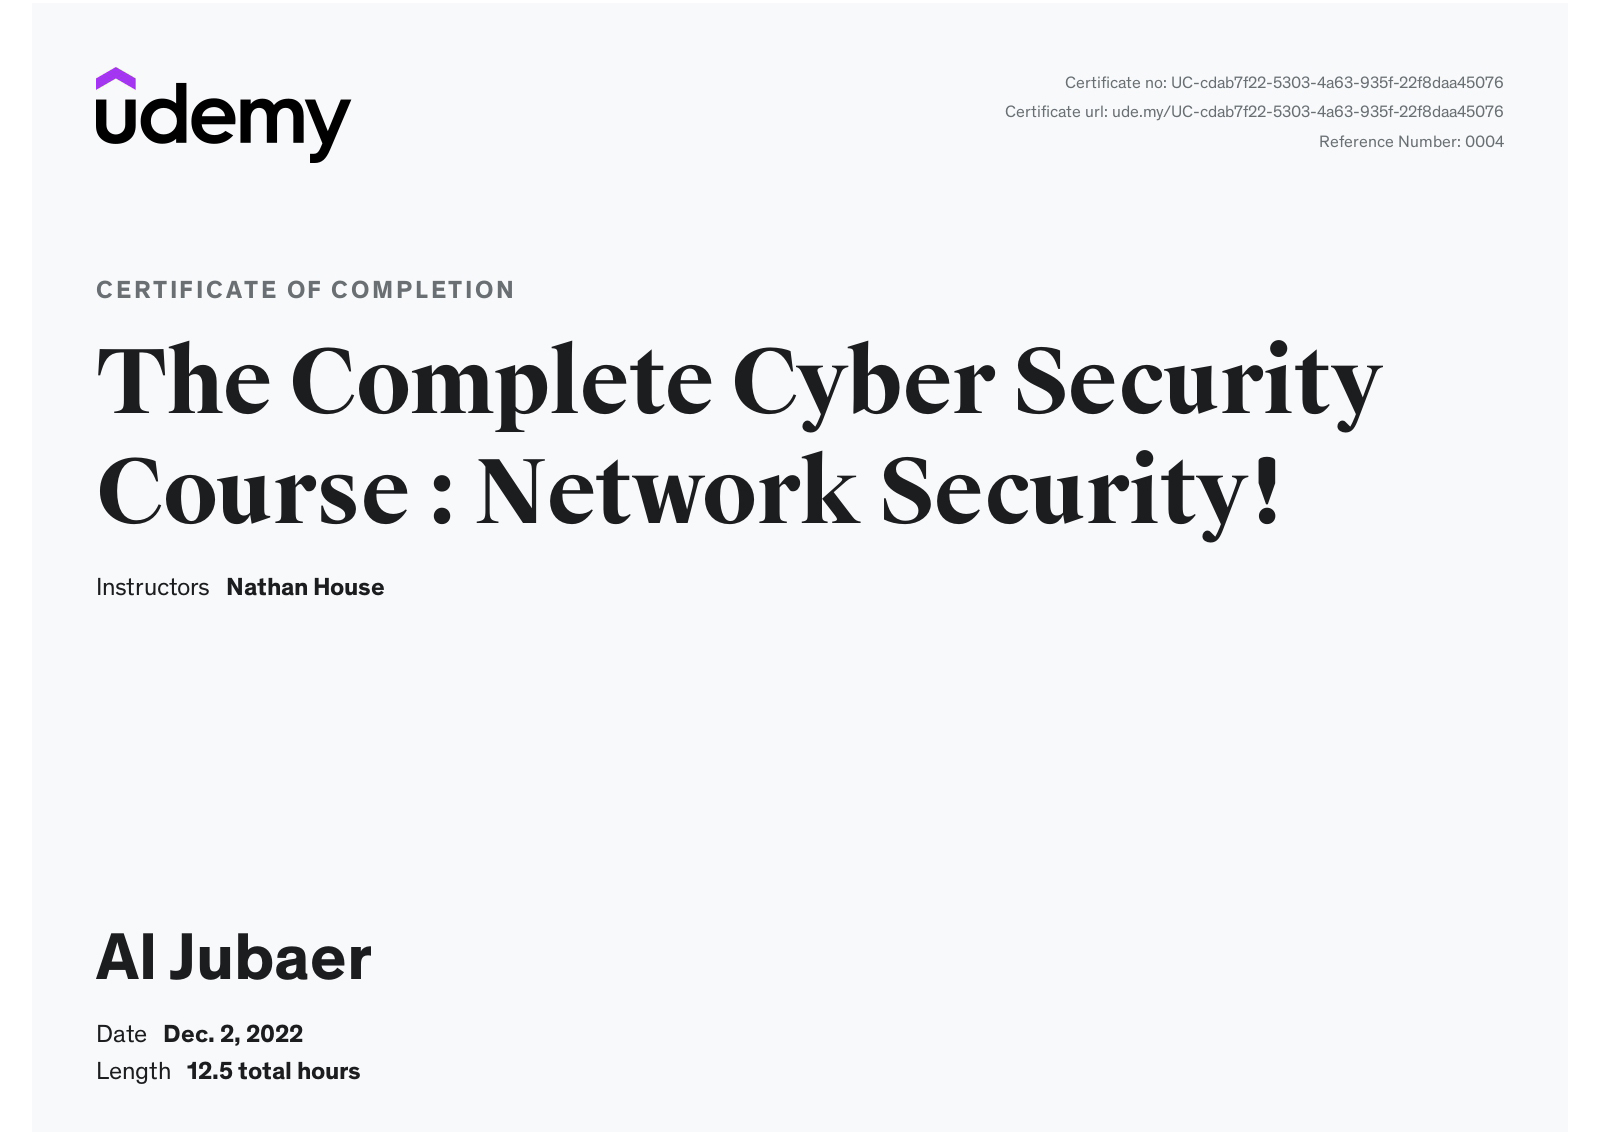 udemy
Certificate no: UC-cdab7f22-5303-4a63-935f-22f8daa45076
Certificate url: ude.my/UC-cdab7f22-5303-4a63-935f-22f8daa45076
Reference Number: 0004
CERTIFICATE OF COMPLETION
The Complete Cyber Security
Course : Network Security!
Instructors Nathan House
Al Jubaer
Date Dec. 2, 2022
Length 12.5 total hours